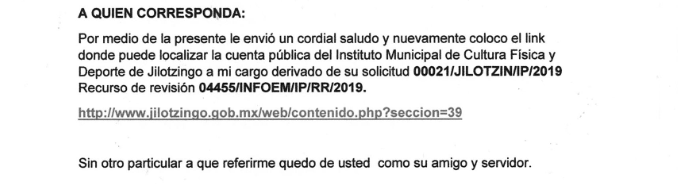 A QUIEN CORRESPONDA:
Por medio de la presente le envió un cordial saludo y nuevamente coloco el link
donde puede localizar la cuenta pública del Instituto Municipal de Cultura Física y
Deporte de Jilotzingo a mi cargo derivado de su solicitud 00021/JILOTZIN/IP/2019
Recurso de revisión 04455/INFOEM/IP/RR/2019.
http://www.jilotzingo.gob.mx/web/contenido.php?seccion=39
Sin otro particular a que referirme quedo de usted como su amigo y servidor.